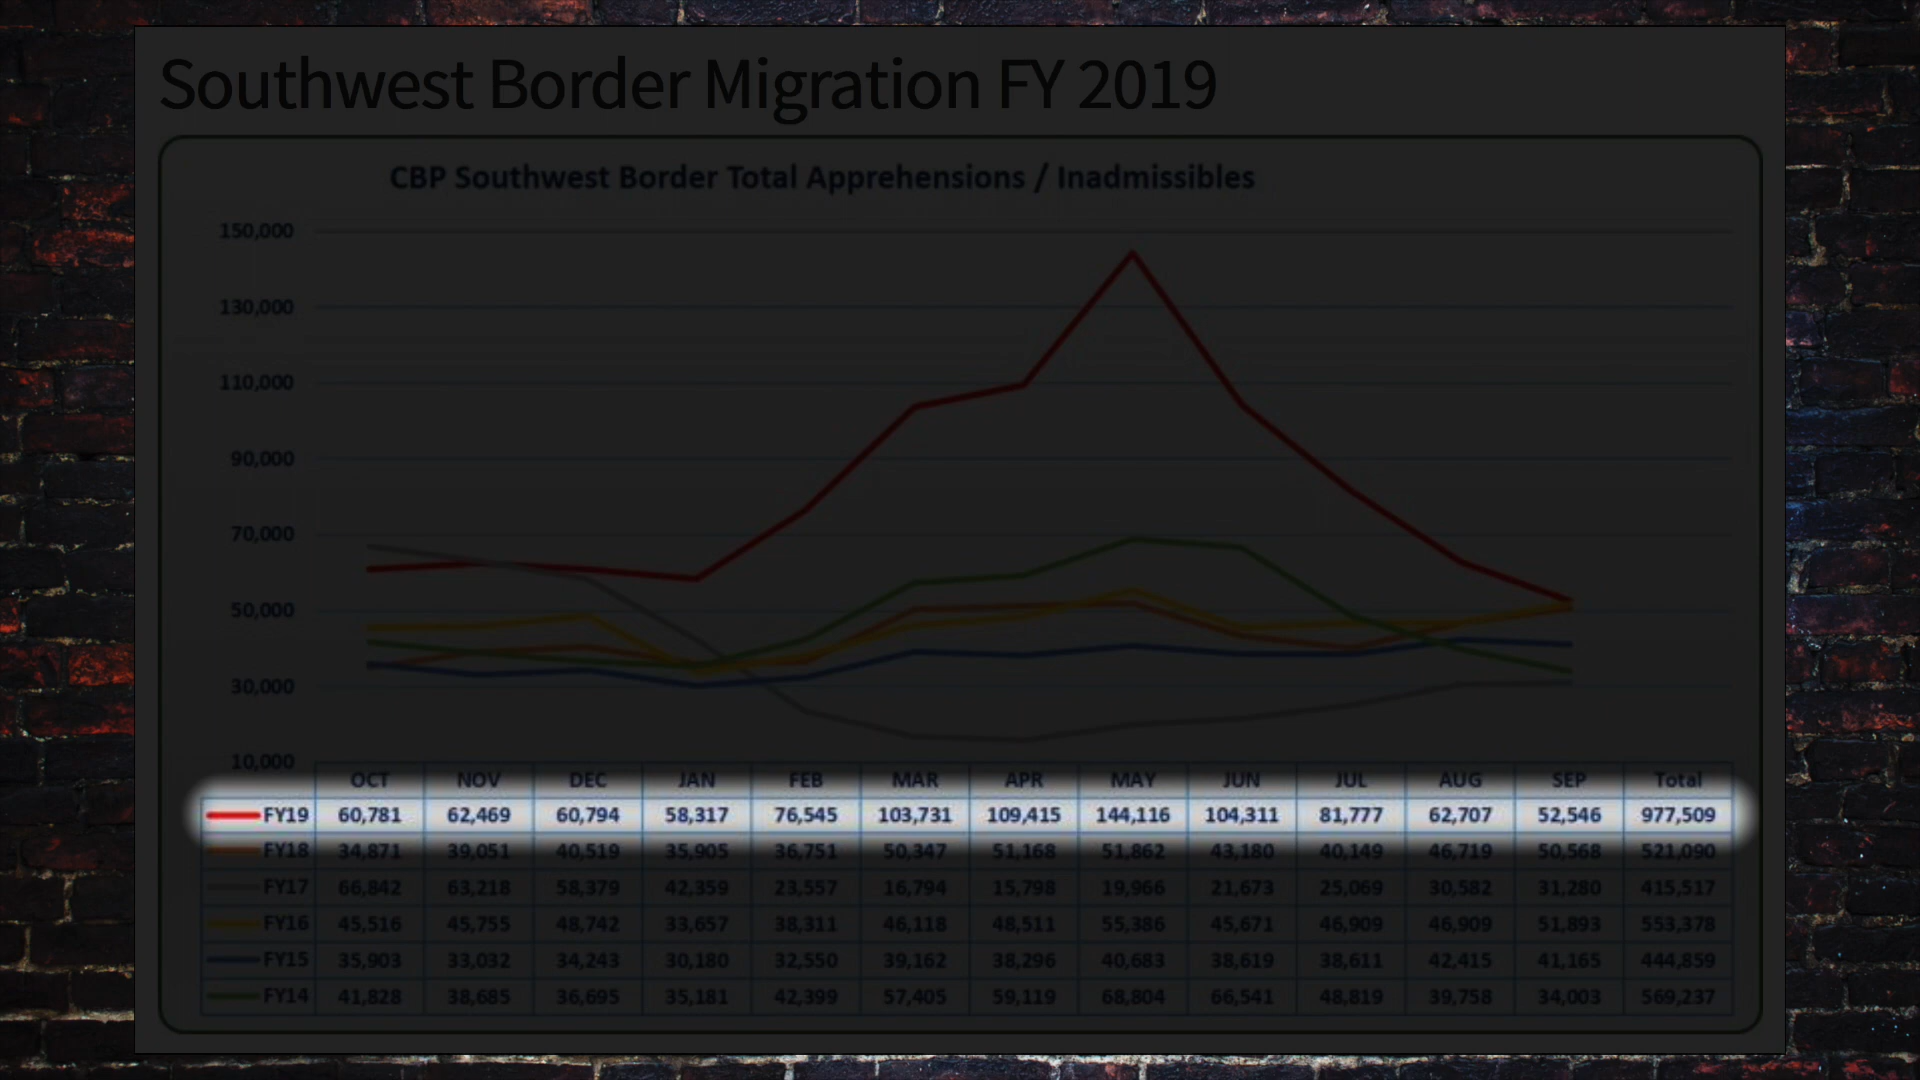 Southwest Border Migration FY 2019
CBP Southwest Border Total Apprehensions / Inadmissibles
150,000
130,000
110,000
90,000
70,000
50,000
30,000
10,000
OCT NOV DEC JAN FEB MAR APR MAY JUN JUL AUG SEP Total
FY19 60,781 62,469 60,794 58,317 76,545 103,731 109,415 144,116 104,311 81,777 62,707 52,546 977,509
FY18 34,871 39,051 40,519 35,905 36,751 50,347 51,168 51,862 43,180 40,149 46,719 50,568 521,090
FY17 66,842 63,218 58,379 42,359 23,557 16,794 15,798 19,966 21,673 25,069 30,582 31,280 415,517
FY16 45,516 45,755 48,742 33,657 38,311 46,118 48,511 55,386 45,671 46,909 46,909 51,893 553,378
FY15 35,903 33,032 34,243 30,180 32,550 39,162 38,296 40,683 38,619 38,611 42,415 41,165 444,859
FY14 41,828 38,685 36,695 35,181 42,399 57,405 59,119 68,804 66,541 48,819 39,758 34,003 569,237